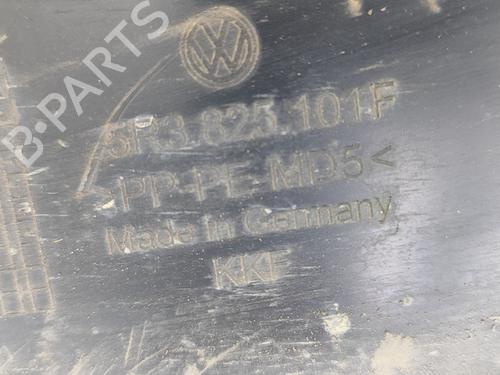 B-PARTS
VW
5R3.825.101F
>PP-PE-MD5<
Made in Germany
KKF